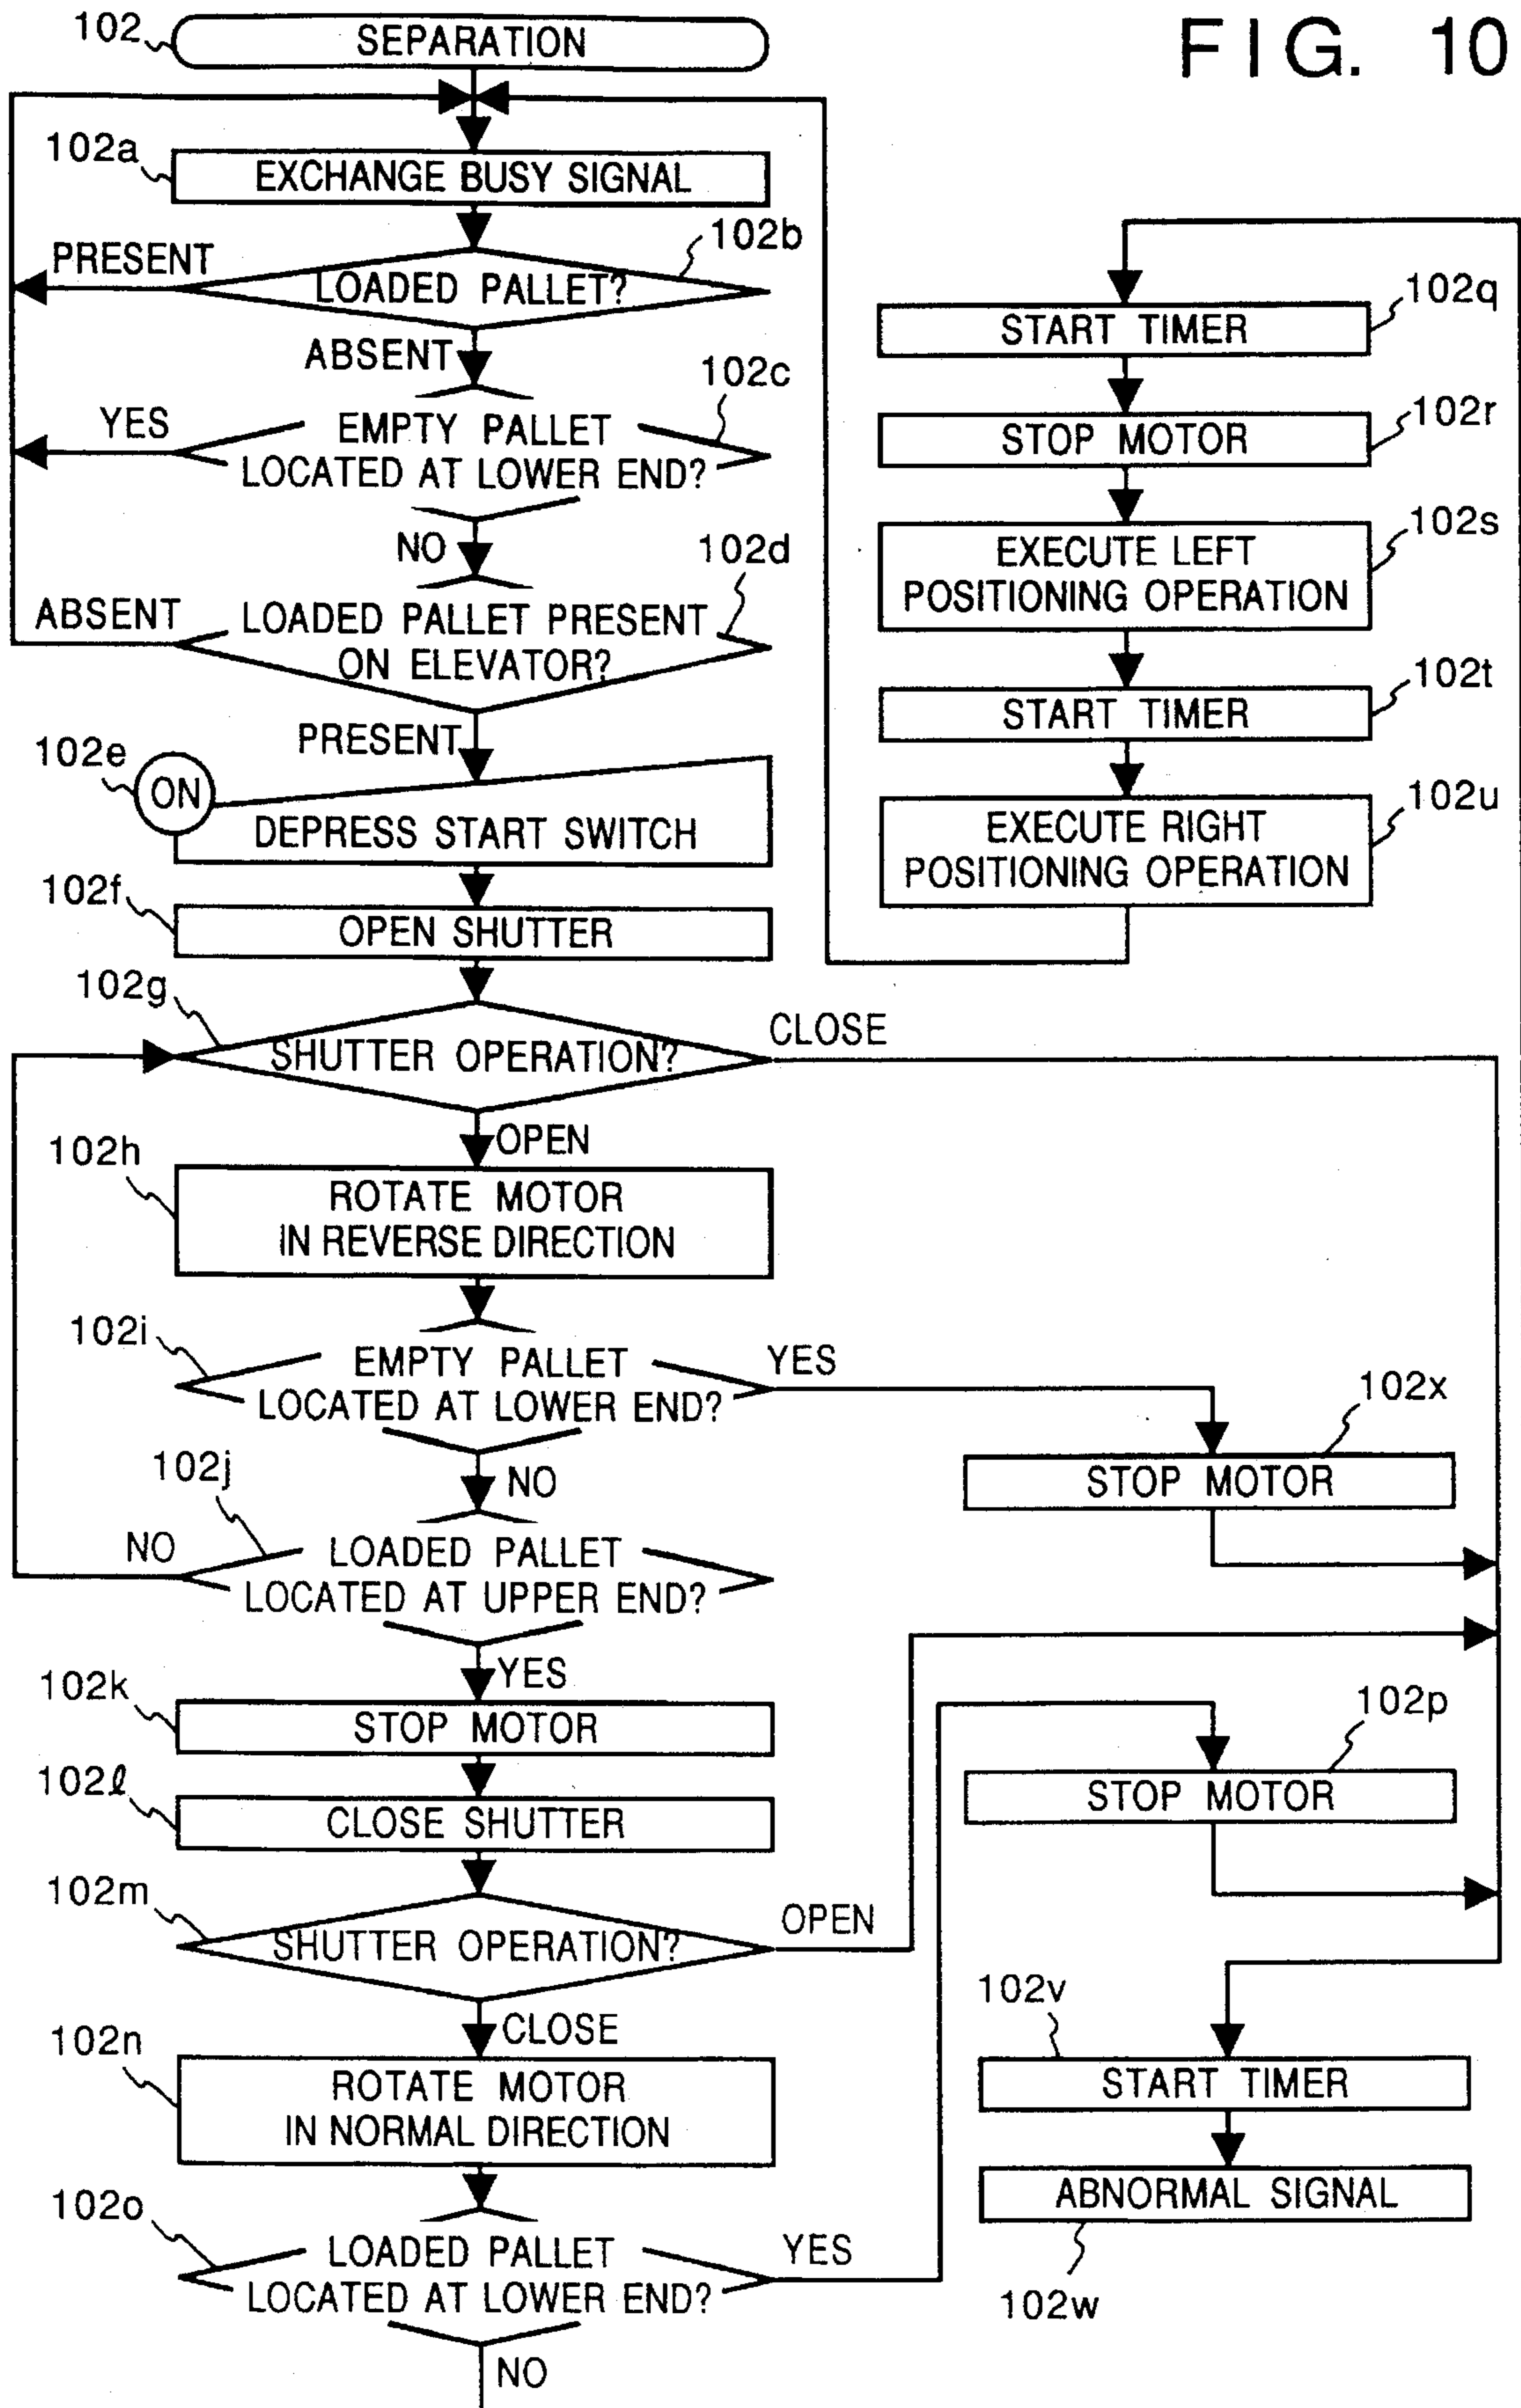 FIG. 10
102
SEPARATION
102a
EXCHANGE BUSY SIGNAL
102b
PRESENT
LOADED PALLET?
ABSENT
102c
YES
EMPTY PALLET
LOCATED AT LOWER END?
NO
102d
ABSENT
LOADED PALLET PRESENT
ON ELEVATOR?
PRESENT
102e
ON
DEPRESS START SWITCH
102f
OPEN SHUTTER
102g
SHUTTER OPERATION?
CLOSE
OPEN
102h
ROTATE MOTOR
IN REVERSE DIRECTION
102i
EMPTY PALLET
LOCATED AT LOWER END?
YES
NO
102j
NO
LOADED PALLET
LOCATED AT UPPER END?
YES
102k
STOP MOTOR
102ℓ
CLOSE SHUTTER
102m
SHUTTER OPERATION?
OPEN
CLOSE
102n
ROTATE MOTOR
IN NORMAL DIRECTION
102o
LOADED PALLET
LOCATED AT LOWER END?
YES
NO
102q
START TIMER
102r
STOP MOTOR
102s
EXECUTE LEFT
POSITIONING OPERATION
102t
START TIMER
102u
EXECUTE RIGHT
POSITIONING OPERATION
102x
STOP MOTOR
102p
STOP MOTOR
102v
START TIMER
ABNORMAL SIGNAL
102w